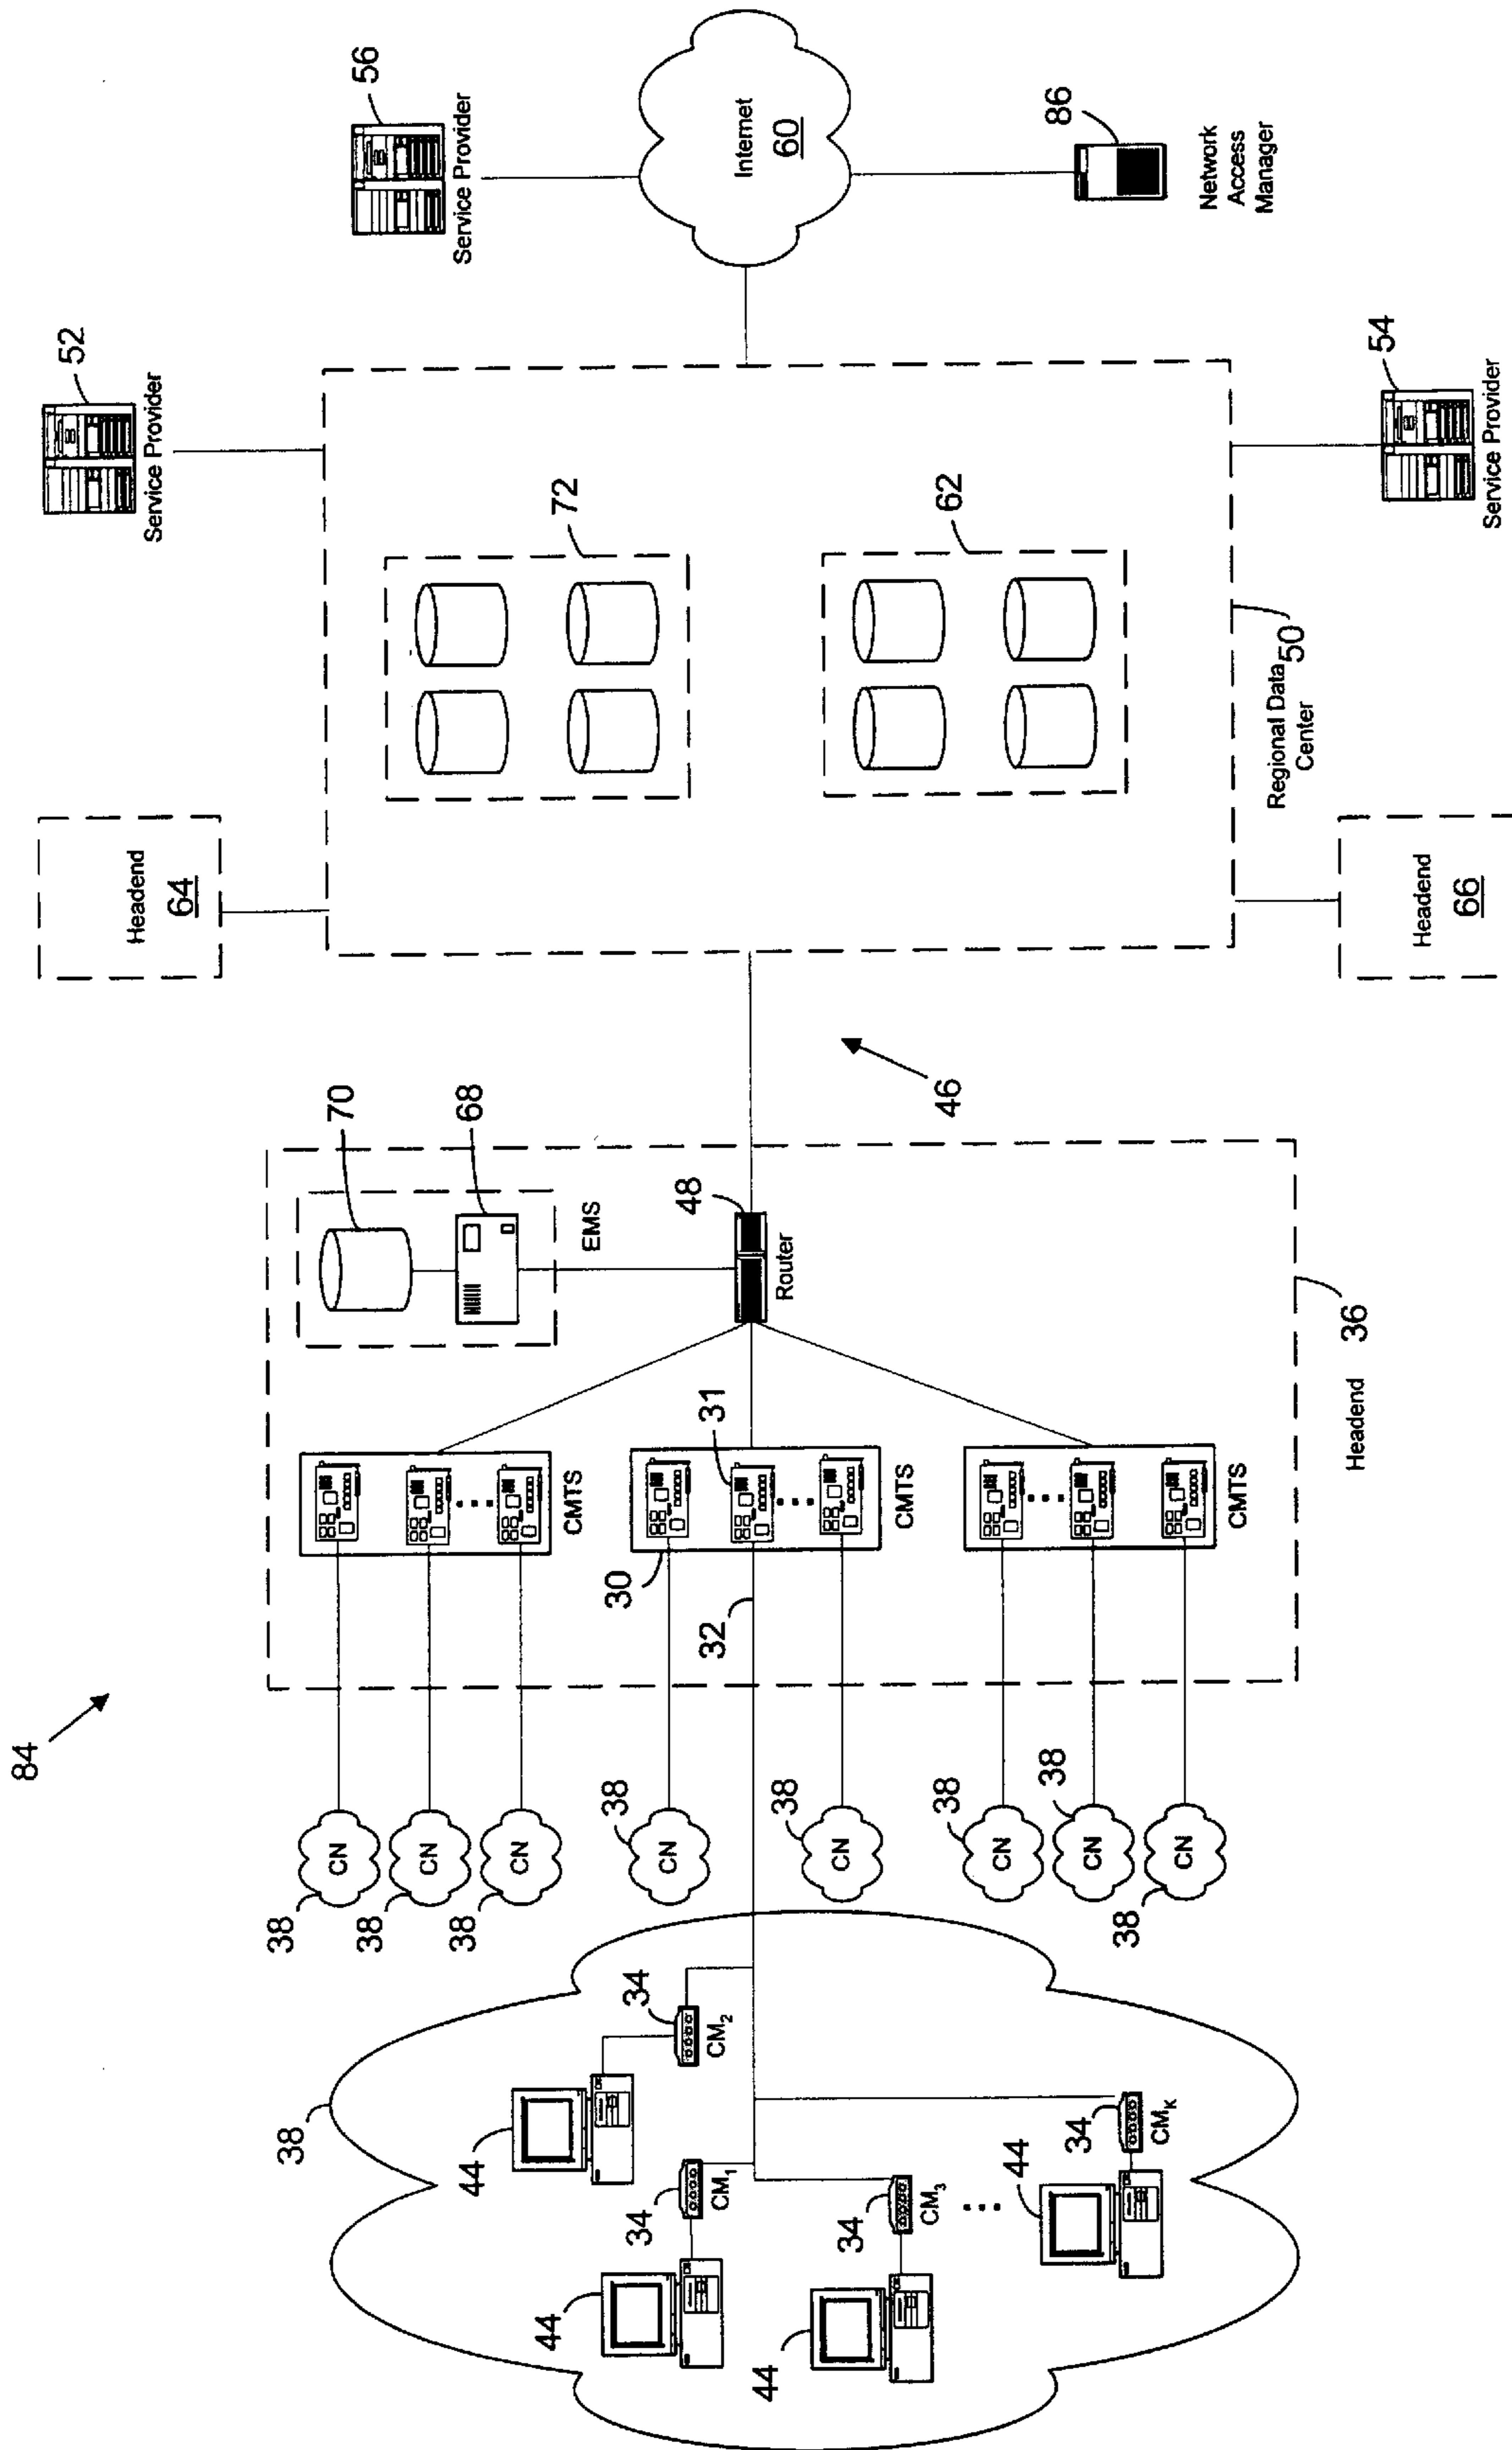 84
38
44
34
CM2
44
34
CM1
44
34
CM3
...
44
34
CMK
38
CN
38
CN
38
CN
38
CN
38
CN
38
CN
38
CN
38
CN
32
30
31
CMTS
CMTS
CMTS
70
68
EMS
48
Router
Headend
36
46
Headend
64
Headend
66
72
62
Regional Data
Center
50
52
Service Provider
54
Service Provider
56
Service Provider
Internet
60
86
Network
Access
Manager